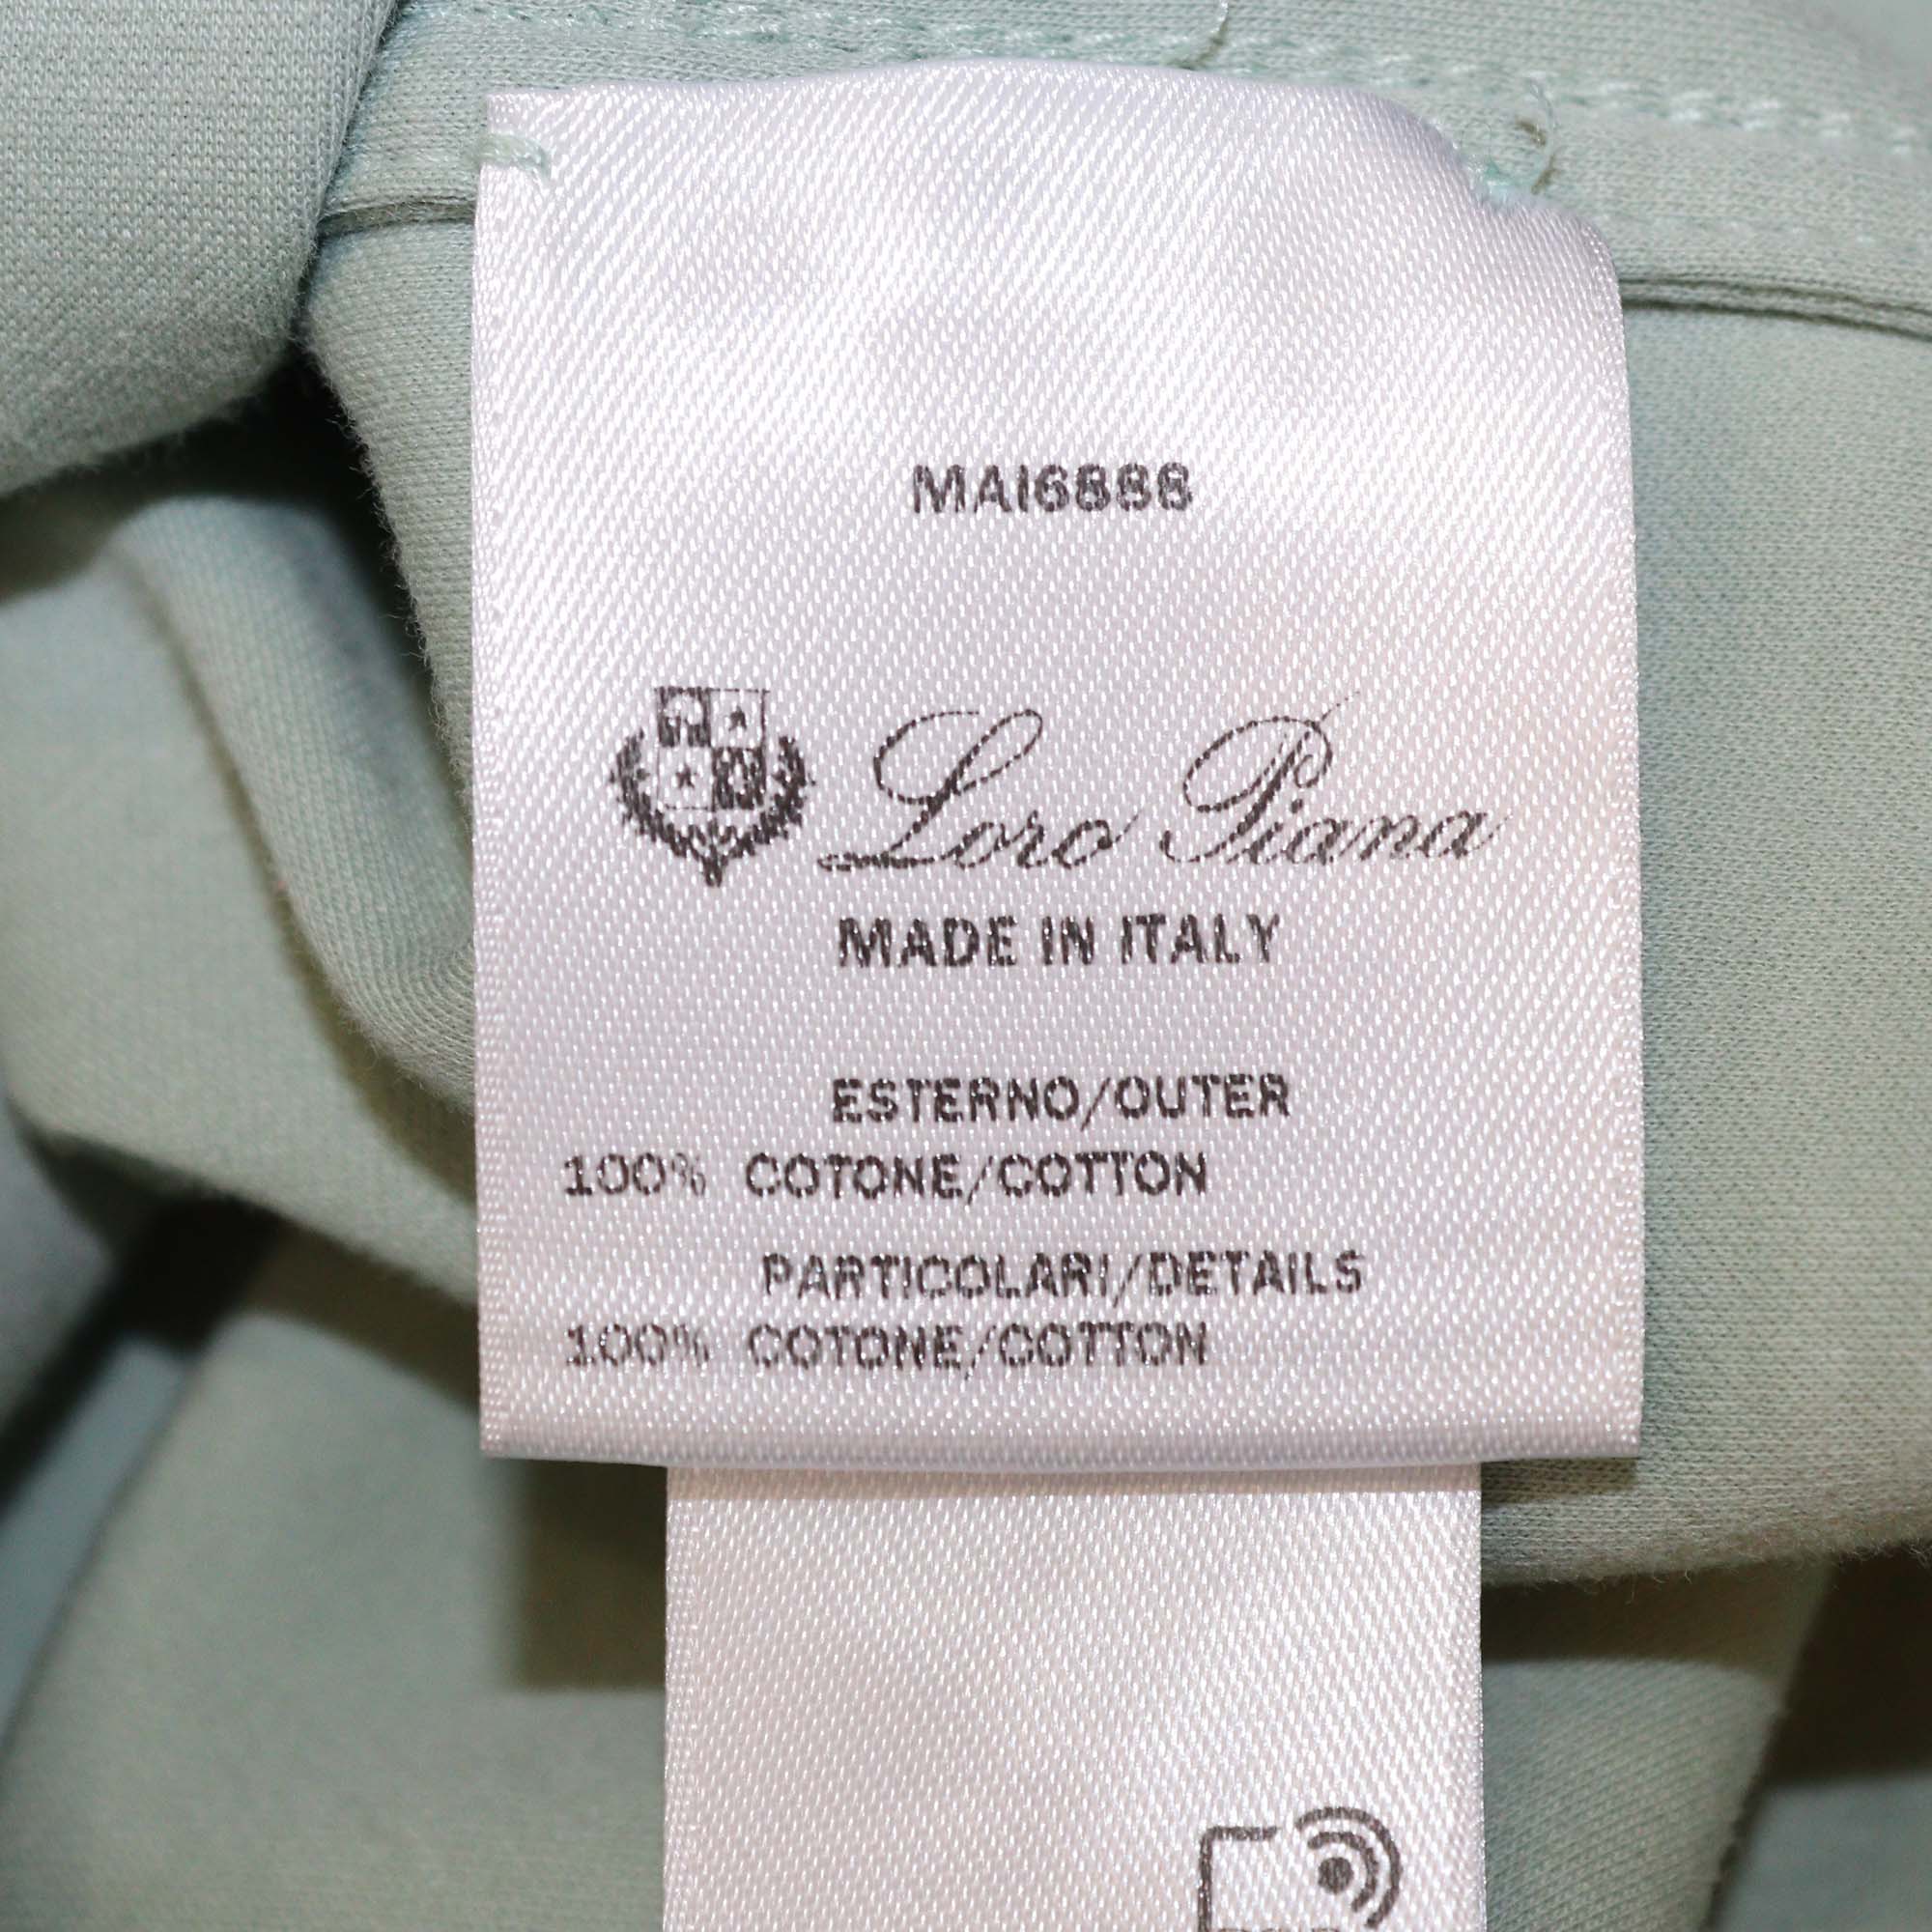 MAI6888
Loro Piana
MADE IN ITALY
ESTERNO/OUTER
100% COTONE/COTTON
PARTICOLARI/DETAILS
100% COTONE/COTTON